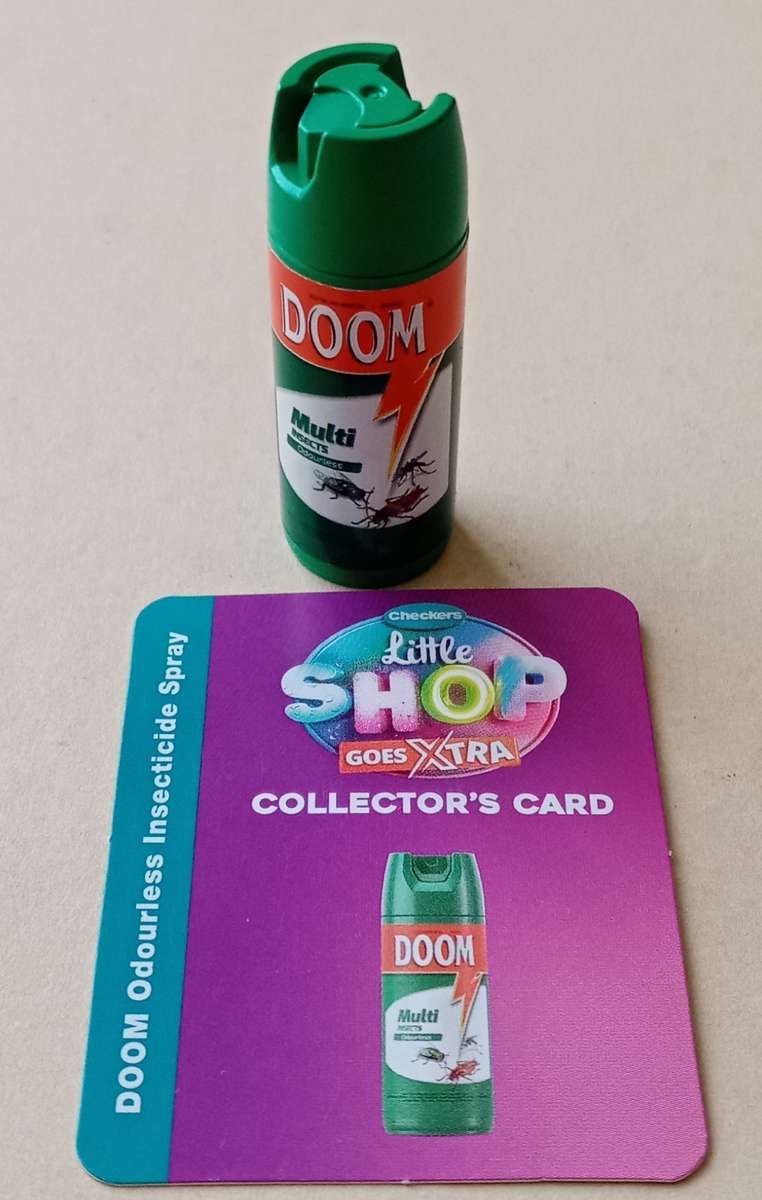 DOOM
Multi
INSECTS
Odourless
Checkers
Little
SHOP
GOES XTRA
COLLECTOR'S CARD
DOOM Odourless Insecticide Spray
DOOM
Multi
INSECTS
Odourless